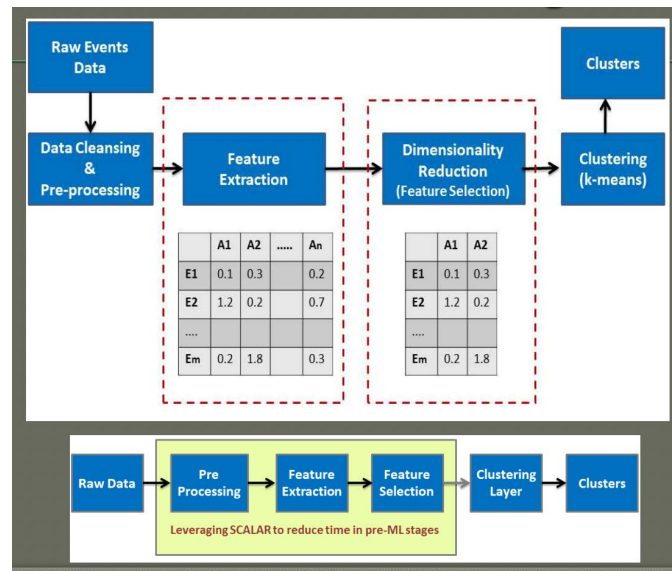 Raw Events
Data
Data Cleansing
&
Pre-processing
Feature
Extraction
Dimensionality
Reduction
(Feature Selection)
Clustering
(k-means)
Clusters
A1 A2 ..... An
E1 0.1 0.3 0.2
E2 1.2 0.2 0.7
....
Em 0.2 1.8 0.3
A1 A2
E1 0.1 0.3
E2 1.2 0.2
....
Em 0.2 1.8
Raw Data
Pre
Processing
Feature
Extraction
Feature
Selection
Clustering
Layer
Clusters
Leveraging SCALAR to reduce time in pre-ML stages